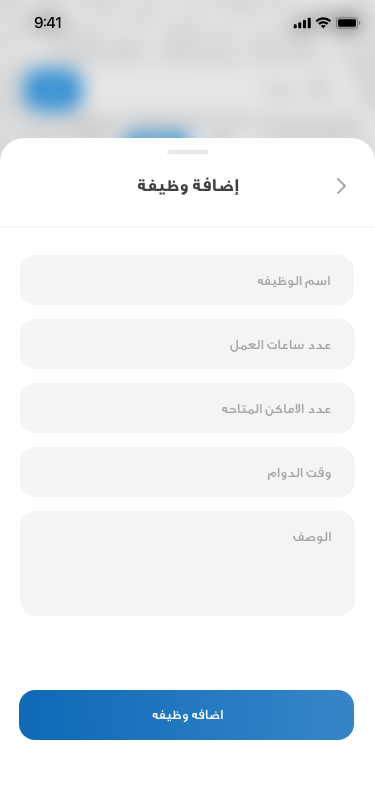 9:41
إضافة وظيفة
اسم الوظيفه
عدد ساعات العمل
عدد الاماكن المتاحه
وقت الدوام
الوصف
اضافه وظيفه